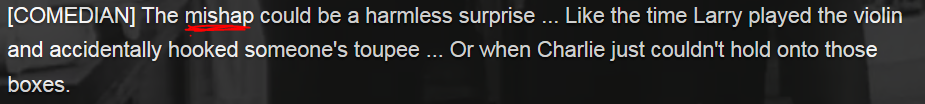 [COMEDIAN] The mishap could be a harmless surprise ... Like the time Larry played the violin
and accidentally hooked someone's toupee ... Or when Charlie just couldn't hold onto those
boxes.